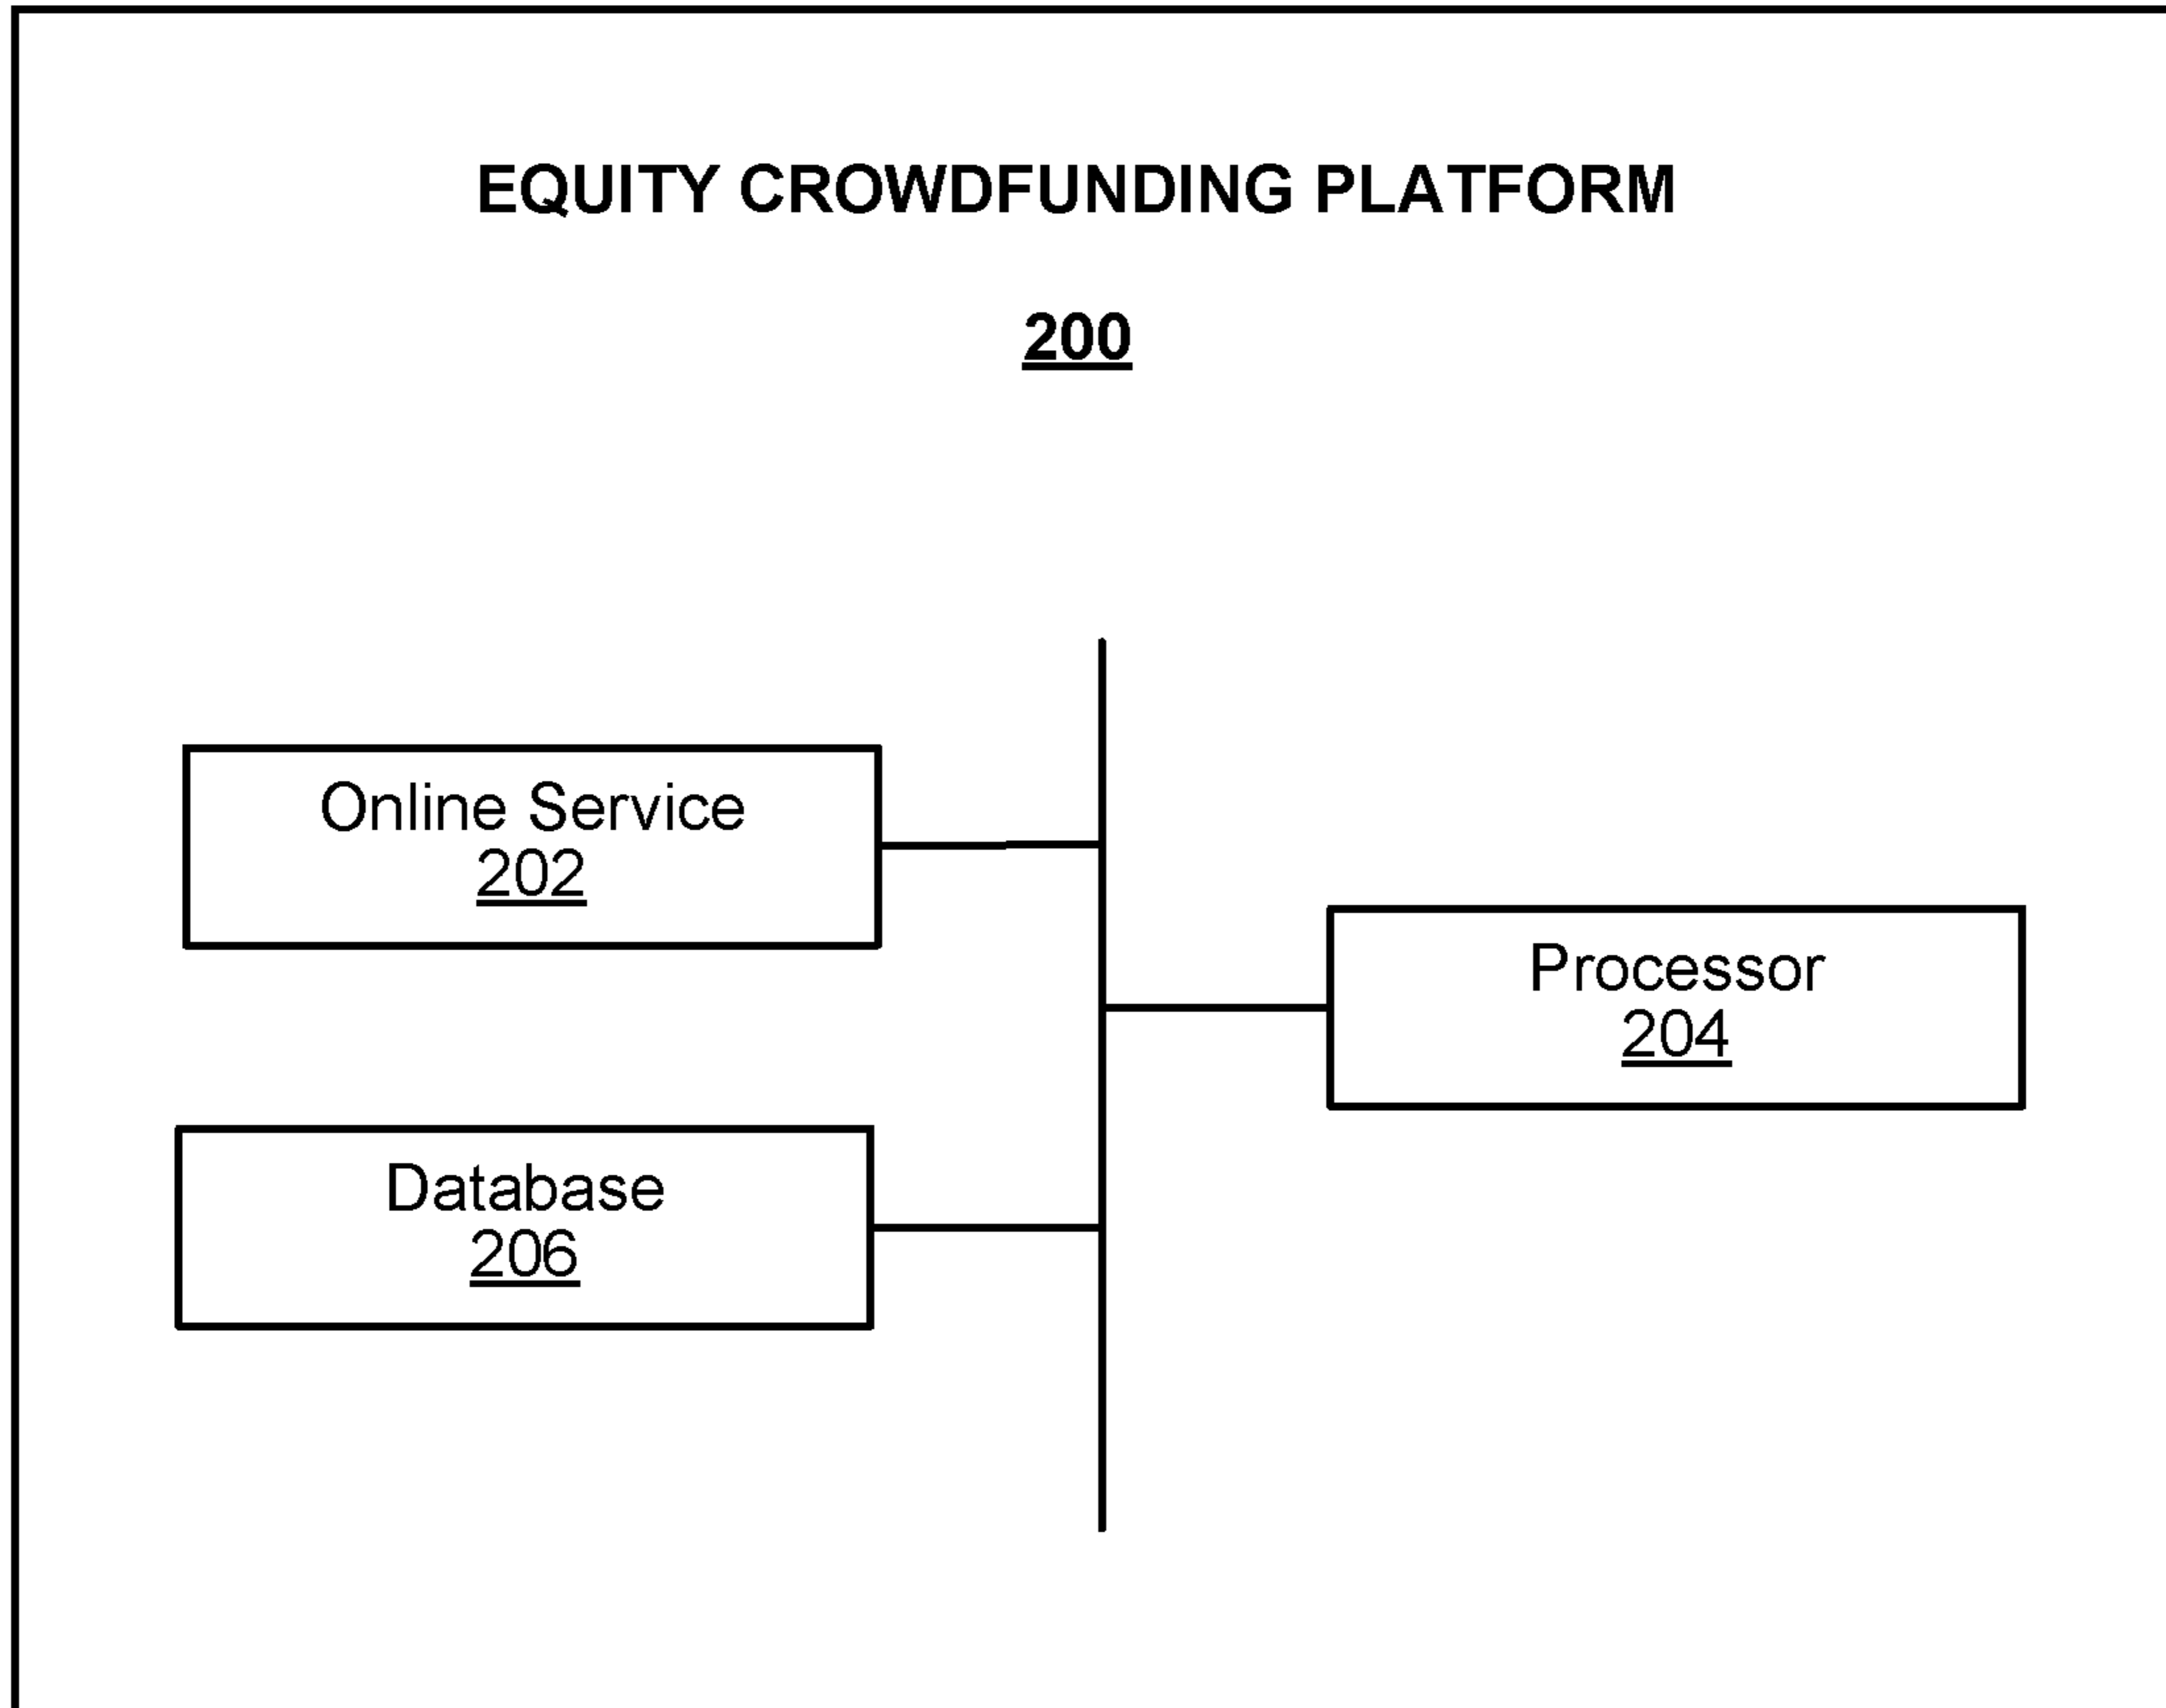 EQUITY CROWDFUNDING PLATFORM
200
Online Service
202
Processor
204
Database
206